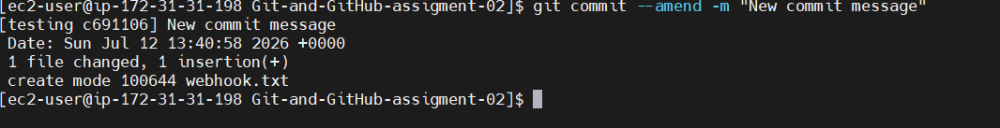 [ec2-user@ip-172-31-31-198 Git-and-GitHub-assigment-02]$ git commit --amend -m "New commit message"
[testing c691106] New commit message
 Date: Sun Jul 12 13:40:58 2026 +0000
 1 file changed, 1 insertion(+)
 create mode 100644 webhook.txt
[ec2-user@ip-172-31-31-198 Git-and-GitHub-assigment-02]$